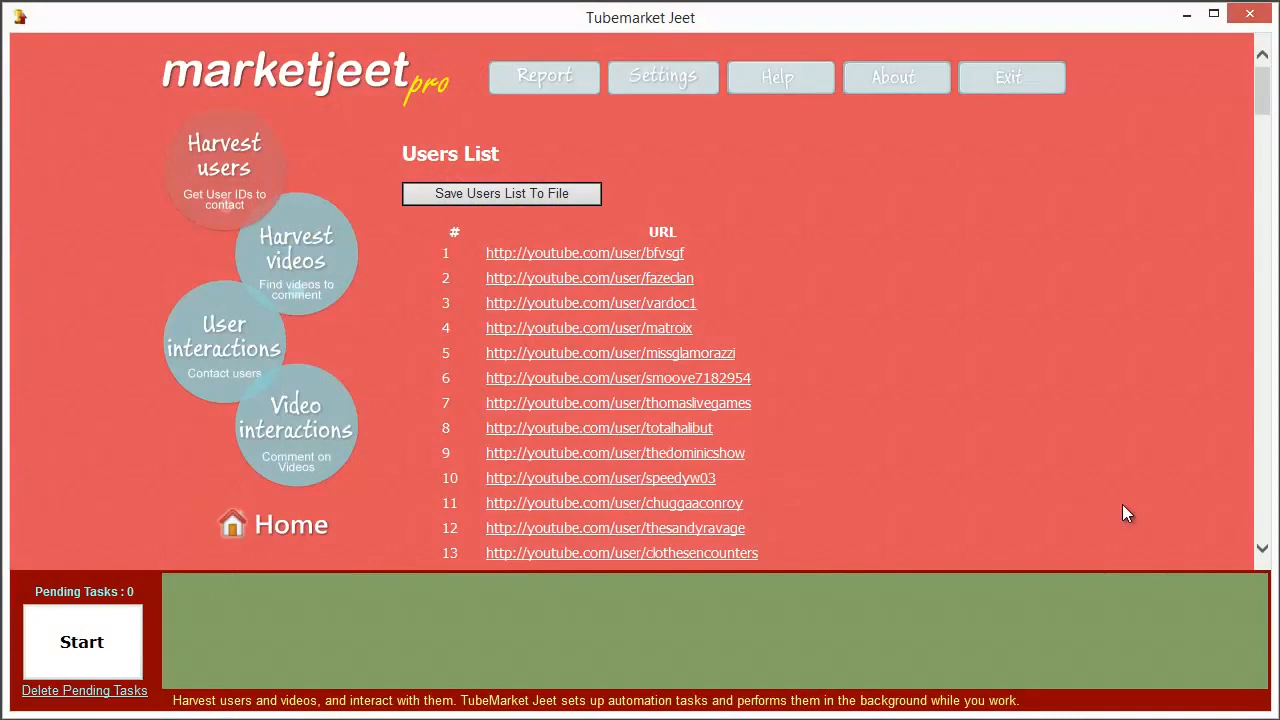 Tubemarket Jeet
marketjeet pro
Report
Settings
Help
About
Exit
Harvest
users
Get User IDs to
contact
Harvest
videos
Find videos to
comment
User
interactions
Contact users
Video
interactions
Comment on
Videos
Home
Users List
Save Users List To File
# URL
1 http://youtube.com/user/bfvsgf
2 http://youtube.com/user/fazeclan
3 http://youtube.com/user/vardoc1
4 http://youtube.com/user/matroix
5 http://youtube.com/user/missglamorazzi
6 http://youtube.com/user/smoove7182954
7 http://youtube.com/user/thomaslivegames
8 http://youtube.com/user/totalhalibut
9 http://youtube.com/user/thedominicshow
10 http://youtube.com/user/speedyw03
11 http://youtube.com/user/chuggaaconroy
12 http://youtube.com/user/thesandyravage
13 http://youtube.com/user/clothesencounters
Pending Tasks : 0
Start
Delete Pending Tasks
Harvest users and videos, and interact with them. TubeMarket Jeet sets up automation tasks and performs them in the background while you work.